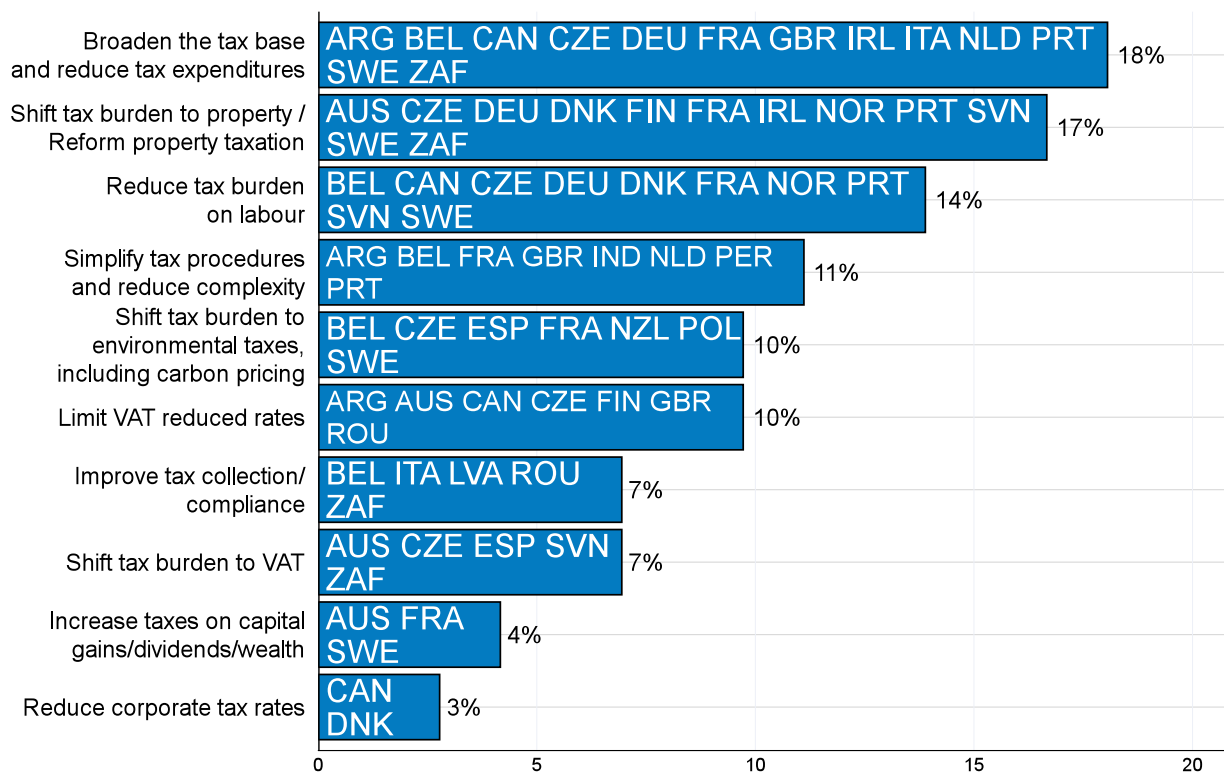 Broaden the tax base
and reduce tax expenditures
ARG BEL CAN CZE DEU FRA GBR IRL ITA NLD PRT
SWE ZAF
18%
Shift tax burden to property /
Reform property taxation
AUS CZE DEU DNK FIN FRA IRL NOR PRT SVN
SWE ZAF
17%
Reduce tax burden
on labour
BEL CAN CZE DEU DNK FRA NOR PRT
SVN SWE
14%
Simplify tax procedures
and reduce complexity
ARG BEL FRA GBR IND NLD PER
PRT
11%
Shift tax burden to
environmental taxes,
including carbon pricing
BEL CZE ESP FRA NZL POL
SWE
10%
Limit VAT reduced rates
ARG AUS CAN CZE FIN GBR
ROU
10%
Improve tax collection/
compliance
BEL ITA LVA ROU
ZAF
7%
Shift tax burden to VAT
AUS CZE ESP SVN
ZAF
7%
Increase taxes on capital
gains/dividends/wealth
AUS FRA
SWE
4%
Reduce corporate tax rates
CAN
DNK
3%
0 5 10 15 20